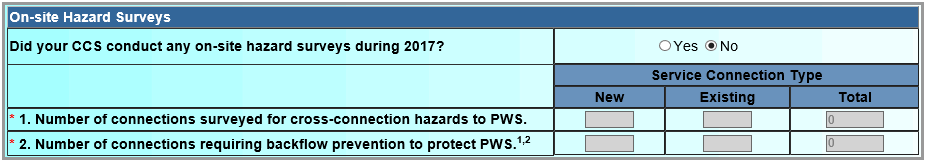 On-site Hazard Surveys
Did your CCS conduct any on-site hazard surveys during 2017? Yes No
Service Connection Type
New Existing Total
* 1. Number of connections surveyed for cross-connection hazards to PWS. 0
* 2. Number of connections requiring backflow prevention to protect PWS.1,2 0